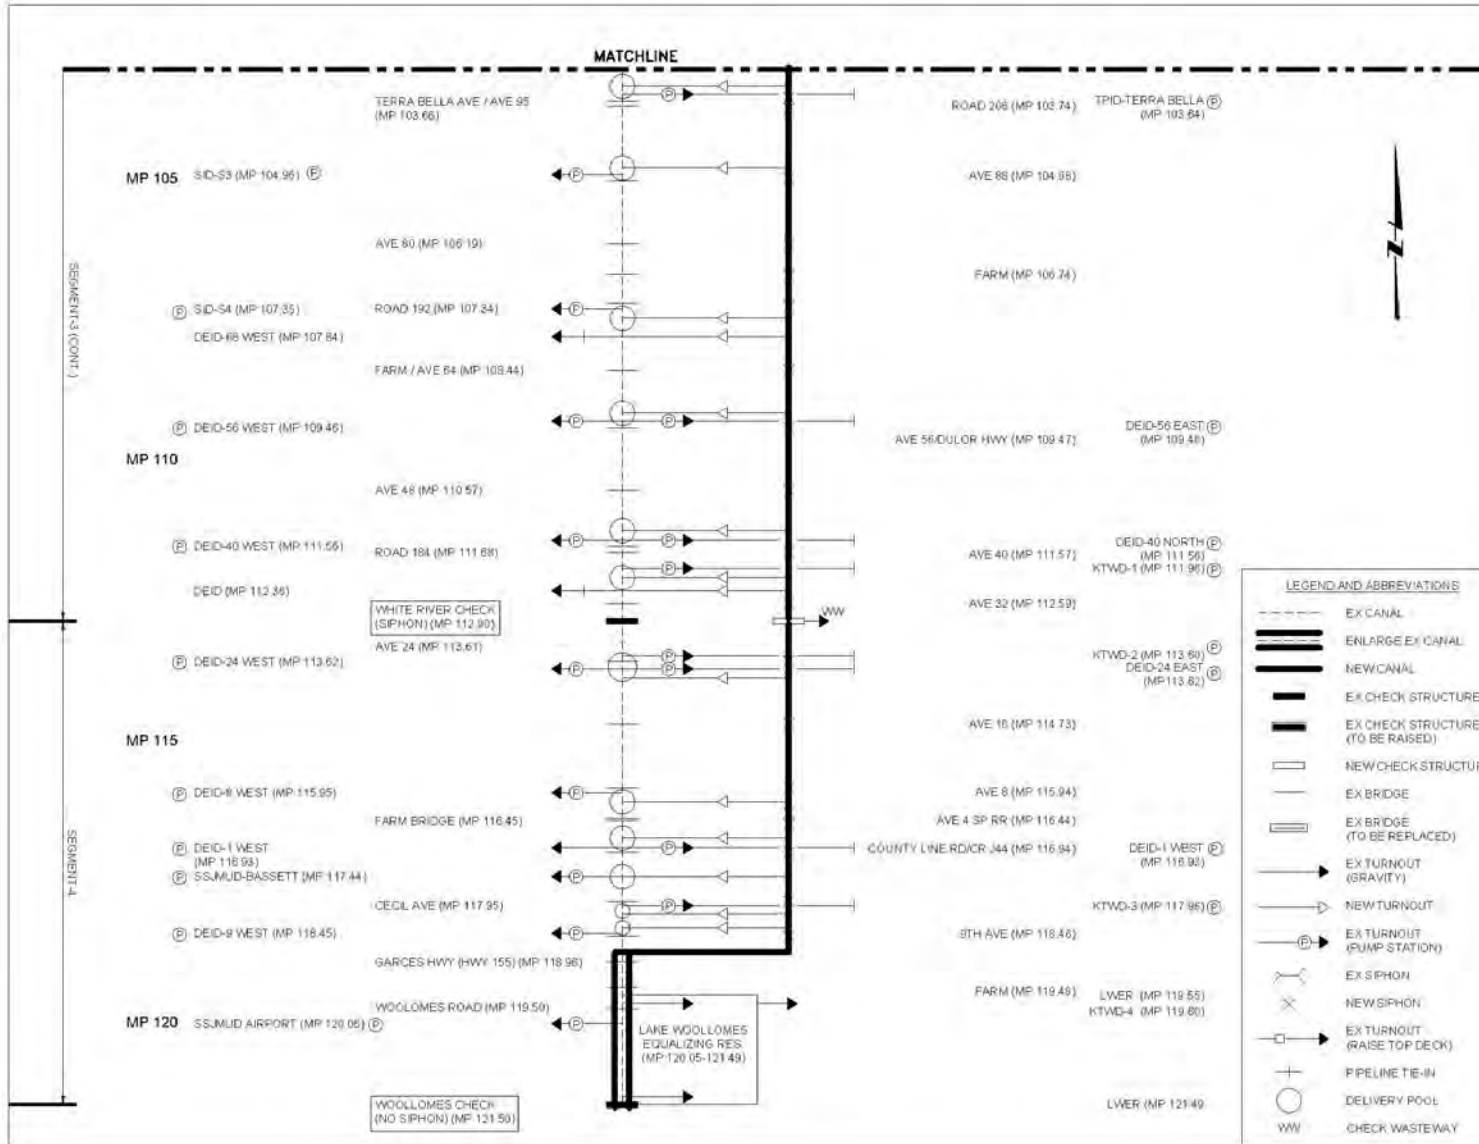 MATCHLINE
TERRA BELLA AVE / AVE 95
(MP 103.66)
ROAD 208 (MP 103.74)
TPID-TERRA BELLA (P)
(MP 103.64)
MP 105
SID-S3 (MP 104.96) (P)
P
P
AVE 88 (MP 104.98)
AVE 80 (MP 106.19)
FARM (MP 106.74)
SEGMENT-3 (CONT.)
(P) SID-S4 (MP 107.35)
ROAD 192 (MP 107.34)
P
DEID-68 WEST (MP 107.84)
FARM / AVE 64 (MP 108.44)
(P) DEID-56 WEST (MP 109.46)
P
P
AVE 56/DULOR HWY (MP 109.47)
DEID-56 EAST (P)
(MP 109.46)
MP 110
AVE 48 (MP 110.57)
(P) DEID-40 WEST (MP 111.56)
ROAD 184 (MP 111.68)
P
P
P
AVE 40 (MP 111.57)
DEID-40 NORTH (P)
(MP 111.56)
KTWD-1 (MP 111.96) (P)
DEID (MP 112.36)
WHITE RIVER CHECK
(SIPHON) (MP 112.90)
WW
AVE 32 (MP 112.59)
AVE 24 (MP 113.61)
(P) DEID-24 WEST (MP 113.62)
P
P
P
KTWD-2 (MP 113.60) (P)
DEID-24 EAST (P)
(MP 113.62)
AVE 16 (MP 114.73)
MP 115
SEGMENT-4
(P) DEID-8 WEST (MP 115.95)
P
AVE 8 (MP 115.94)
FARM BRIDGE (MP 116.45)
AVE 4 SP RR (MP 116.44)
(P) DEID-1 WEST
(MP 116.93)
P
P
COUNTY LINE RD/CR J44 (MP 116.94)
DEID-1 WEST (P)
(MP 116.93)
(P) SSJMUD-BASSETT (MP 117.44)
P
CECIL AVE (MP 117.95)
P
KTWD-3 (MP 117.96) (P)
(P) DEID-9 WEST (MP 118.45)
P
9TH AVE (MP 118.46)
GARCES HWY (HWY 155) (MP 118.96)
FARM (MP 119.48)
LWER (MP 119.55)
KTWD-4 (MP 119.60)
WOOLOMES ROAD (MP 119.50)
MP 120
SSJMUD AIRPORT (MP 120.06) (P)
P
LAKE WOOLLOMES
EQUALIZING RES.
(MP 120.05-121.49)
WOOLLOMES CHECK
(NO SIPHON) (MP 121.50)
LWER (MP 121.49
LEGEND AND ABBREVIATIONS
EX CANAL
ENLARGE EX CANAL
NEW CANAL
EX CHECK STRUCTURE
EX CHECK STRUCTURE
(TO BE RAISED)
NEW CHECK STRUCTUR
EX BRIDGE
EX BRIDGE
(TO BE REPLACED)
EX TURNOUT
(GRAVITY)
NEW TURNOUT
P
EX TURNOUT
(PUMP STATION)
EX SIPHON
NEW SIPHON
EX TURNOUT
(RAISE TOP DECK)
PIPELINE TIE-IN
DELIVERY POOL
WW CHECK WASTEWAY